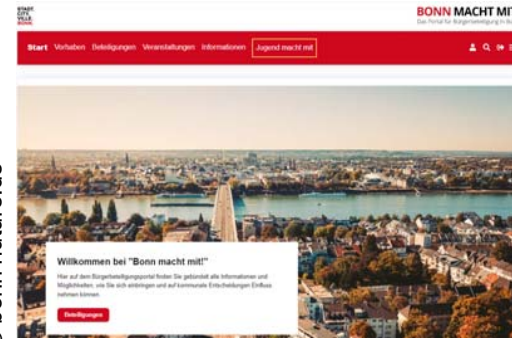 STADT.
CITY.
VILLE.
BONN.
BONN MACHT MIT
Das Portal für Bürgerbeteiligung in
Start Vorhaben Beteiligungen Veranstaltungen Informationen Jugend macht mit
Willkommen bei "Bonn macht mit!"
Hier auf dem Bürgerbeteiligungsportal finden Sie gebündelt alle Informationen und
Möglichkeiten, wie Sie sich einbringen und auf kommunale Entscheidungen Einfluss
nehmen können.
Beteiligungen